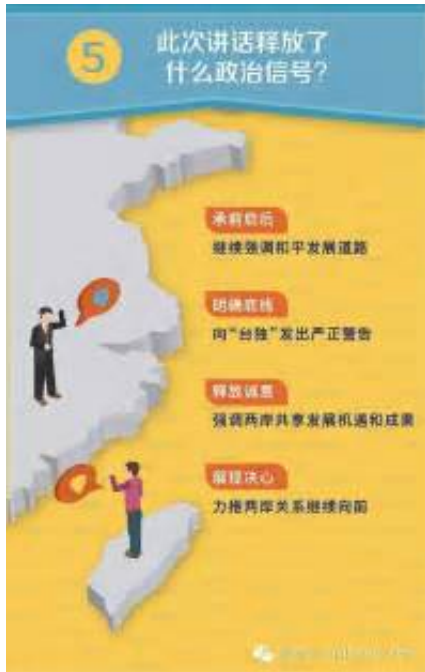 5
此次讲话释放了
什么政治信号？
承前启后
继续强调和平发展道路
明确底线
向“台独”发出严正警告
释放诚意
强调两岸共享发展机遇和成果
展现决心
力推两岸关系继续向前